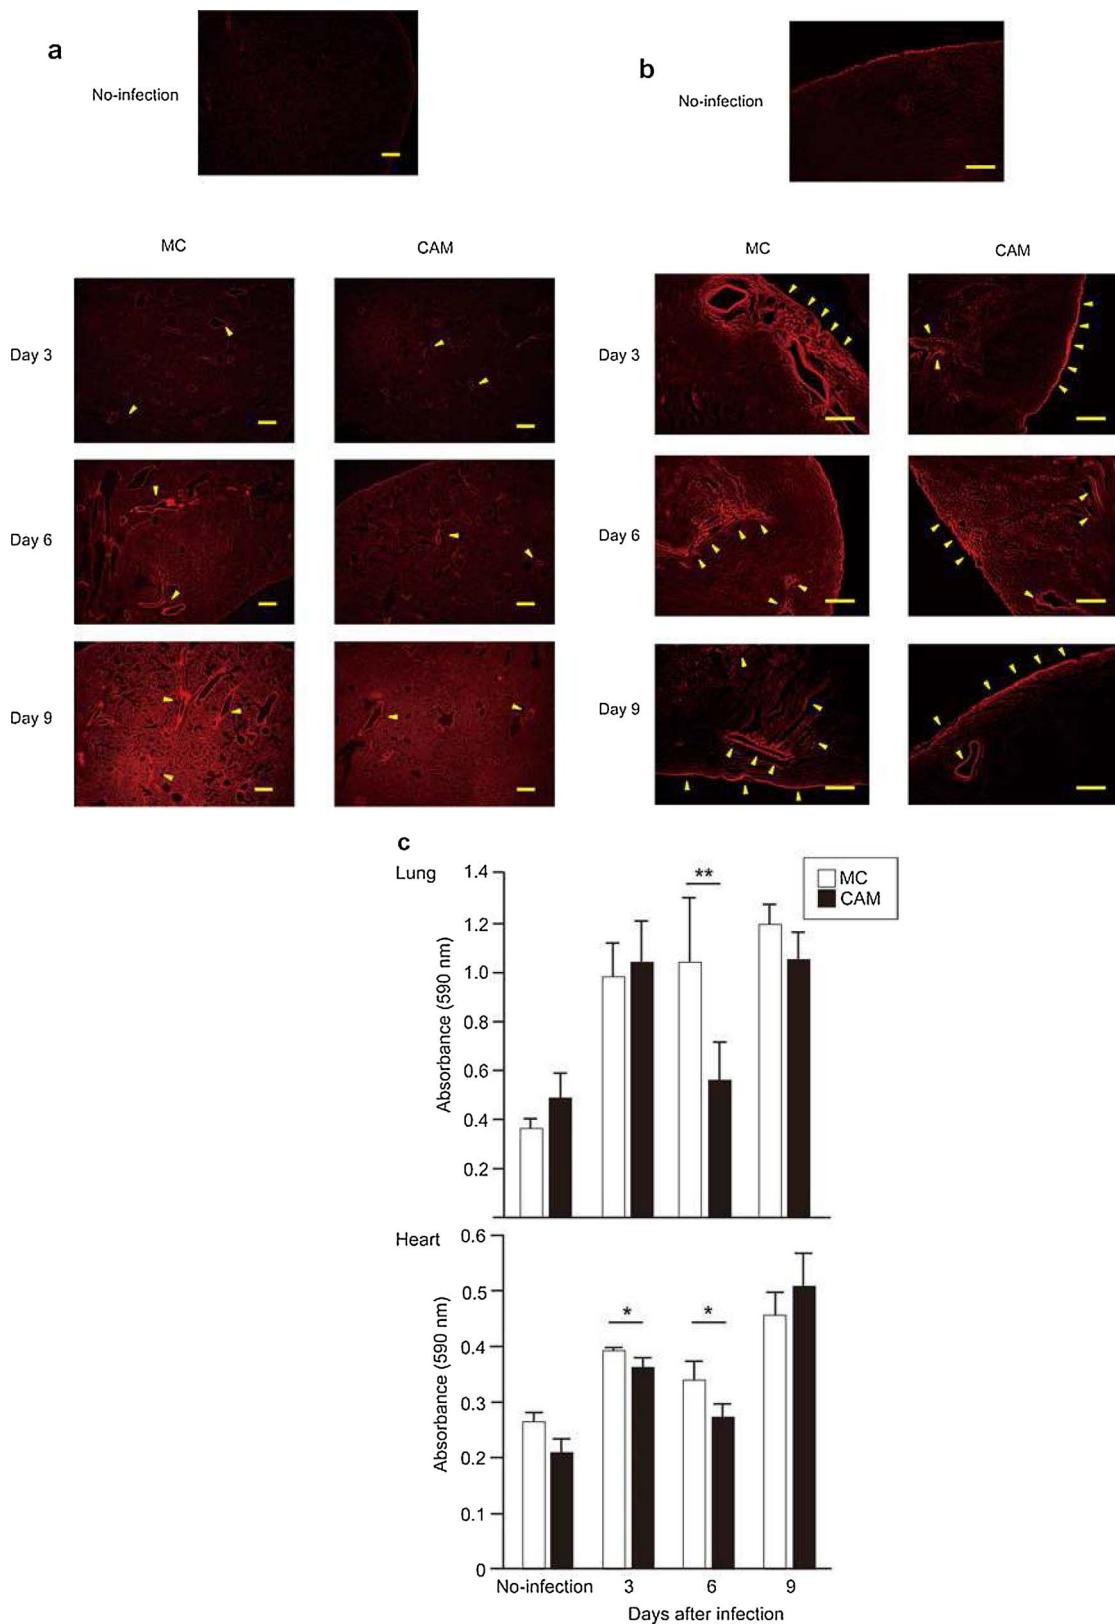 a
No-infection
b
No-infection
MC
CAM
MC
CAM
Day 3
Day 3
Day 6
Day 6
Day 9
Day 9
c
Lung
Absorbance (590 nm)
1.4
1.2
1.0
0.8
0.6
0.4
0.2
**
MC
CAM
Heart
Absorbance (590 nm)
0.6
0.5
0.4
0.3
0.2
0.1
0
*
*
No-infection 3 6 9
Days after infection